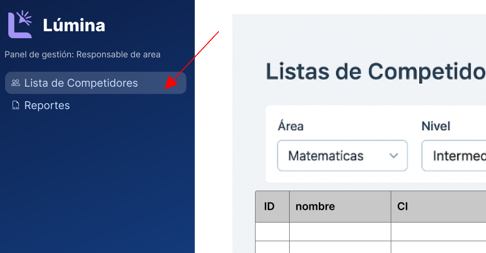 Lúmina
Panel de gestión: Responsable de area
Lista de Competidores
Reportes
Listas de Competido
Área
Nivel
Matematicas
Intermed
ID
nombre
CI